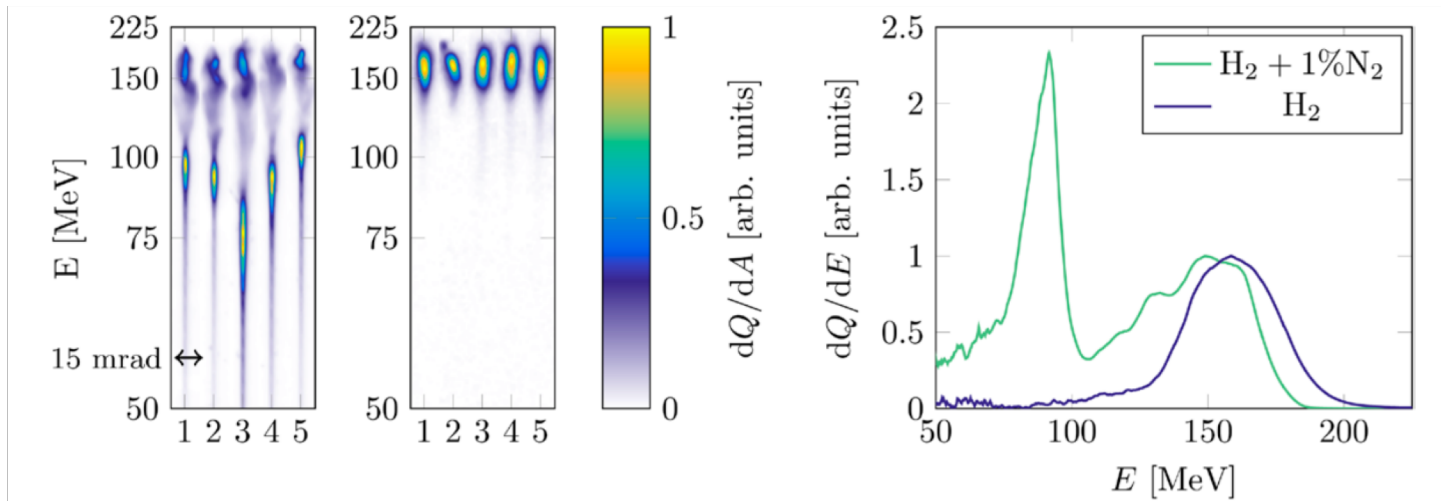 E [MeV]
225
150
100
75
50
15 mrad
1 2 3 4 5
225
150
100
75
50
1 2 3 4 5
1
0.5
0
dQ/dA [arb. units]
dQ/dE [arb. units]
2.5
2
1.5
1
0.5
0
50 100 150 200
E [MeV]
H₂ + 1%N₂
H₂